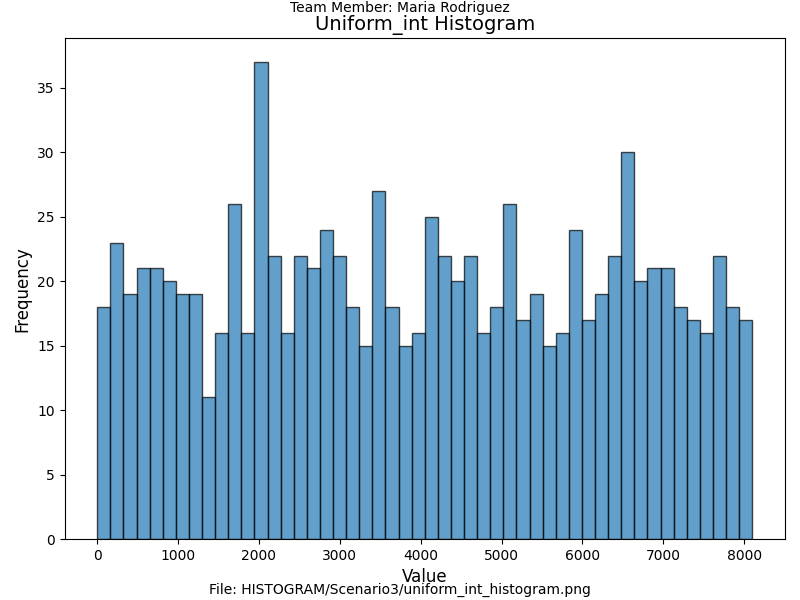 Team Member: Maria Rodriguez
Uniform_int Histogram
Frequency
35
30
25
20
15
10
5
0
0 1000 2000 3000 4000 5000 6000 7000 8000
Value
File: HISTOGRAM/Scenario3/uniform_int_histogram.png